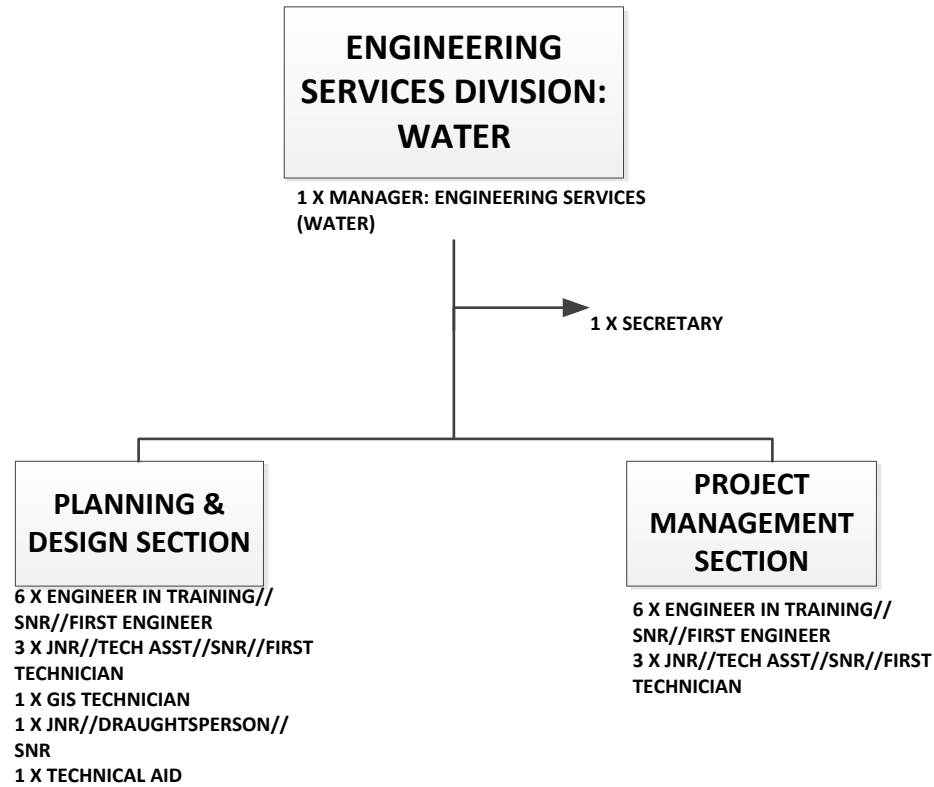 ENGINEERING
SERVICES DIVISION:
WATER
1 X MANAGER: ENGINEERING SERVICES
(WATER)
1 X SECRETARY
PLANNING &
DESIGN SECTION
6 X ENGINEER IN TRAINING//
SNR//FIRST ENGINEER
3 X JNR//TECH ASST//SNR//FIRST
TECHNICIAN
1 X GIS TECHNICIAN
1 X JNR//DRAUGHTSPERSON//
SNR
1 X TECHNICAL AID
PROJECT
MANAGEMENT
SECTION
6 X ENGINEER IN TRAINING//
SNR//FIRST ENGINEER
3 X JNR//TECH ASST//SNR//FIRST
TECHNICIAN